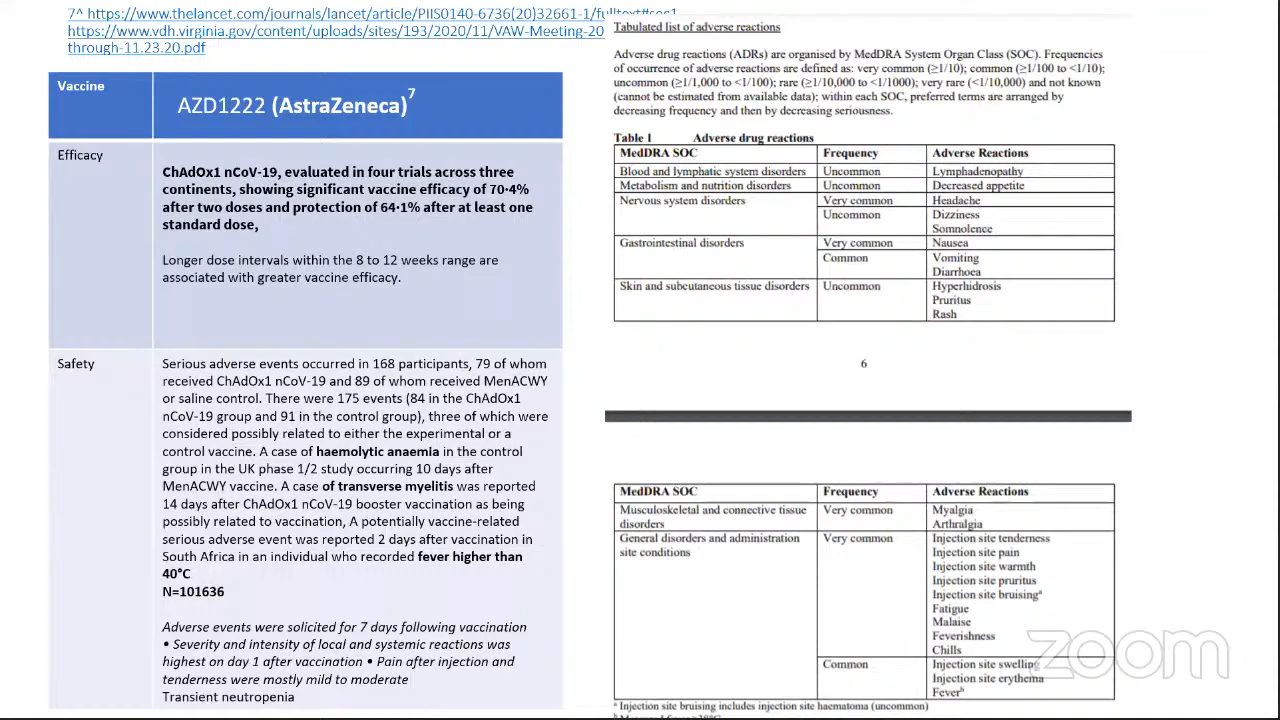 7^ https://www.thelancet.com/journals/lancet/article/PIIS0140-6736(20)32661-1/fulltext#sec1
https://www.vdh.virginia.gov/content/uploads/sites/193/2020/11/VAW-Meeting-20
through-11.23.20.pdf
Vaccine
AZD1222 (AstraZeneca)7
Efficacy
ChAdOx1 nCoV-19, evaluated in four trials across three
continents, showing significant vaccine efficacy of 70·4%
after two doses and protection of 64·1% after at least one
standard dose,
Longer dose intervals within the 8 to 12 weeks range are
associated with greater vaccine efficacy.
Safety
Serious adverse events occurred in 168 participants, 79 of whom
received ChAdOx1 nCoV-19 and 89 of whom received MenACWY
or saline control. There were 175 events (84 in the ChAdOx1
nCoV-19 group and 91 in the control group), three of which were
considered possibly related to either the experimental or a
control vaccine. A case of haemolytic anaemia in the control
group in the UK phase 1/2 study occurring 10 days after
MenACWY vaccine. A case of transverse myelitis was reported
14 days after ChAdOx1 nCoV-19 booster vaccination as being
possibly related to vaccination, A potentially vaccine-related
serious adverse event was reported 2 days after vaccination in
South Africa in an individual who recorded fever higher than
40°C
N=101636
Adverse events were solicited for 7 days following vaccination
• Severity and intensity of local and systemic reactions was
highest on day 1 after vaccination • Pain after injection and
tenderness were mostly mild to moderate
Transient neutropenia
Tabulated list of adverse reactions
Adverse drug reactions (ADRs) are organised by MedDRA System Organ Class (SOC). Frequencies
of occurrence of adverse reactions are defined as: very common (≥1/10); common (≥1/100 to <1/10);
uncommon (≥1/1,000 to <1/100); rare (≥1/10,000 to <1/1000); very rare (<1/10,000) and not known
(cannot be estimated from available data); within each SOC, preferred terms are arranged by
decreasing frequency and then by decreasing seriousness.
Table 1 Adverse drug reactions
MedDRA SOC Frequency Adverse Reactions
Blood and lymphatic system disorders Uncommon Lymphadenopathy
Metabolism and nutrition disorders Uncommon Decreased appetite
Nervous system disorders Very common Headache
Uncommon Dizziness
Somnolence
Gastrointestinal disorders Very common Nausea
Common Vomiting
Diarrhoea
Skin and subcutaneous tissue disorders Uncommon Hyperhidrosis
Pruritus
Rash
6
MedDRA SOC Frequency Adverse Reactions
Musculoskeletal and connective tissue Very common Myalgia
disorders Arthralgia
General disorders and administration Very common Injection site tenderness
site conditions Injection site pain
Injection site warmth
Injection site pruritus
Injection site bruisingᵃ
Fatigue
Malaise
Feverishness
Chills
Common Injection site swelling
Injection site erythema
Feverᵇ
ᵃ Injection site bruising includes injection site haematoma (uncommon)
zoom